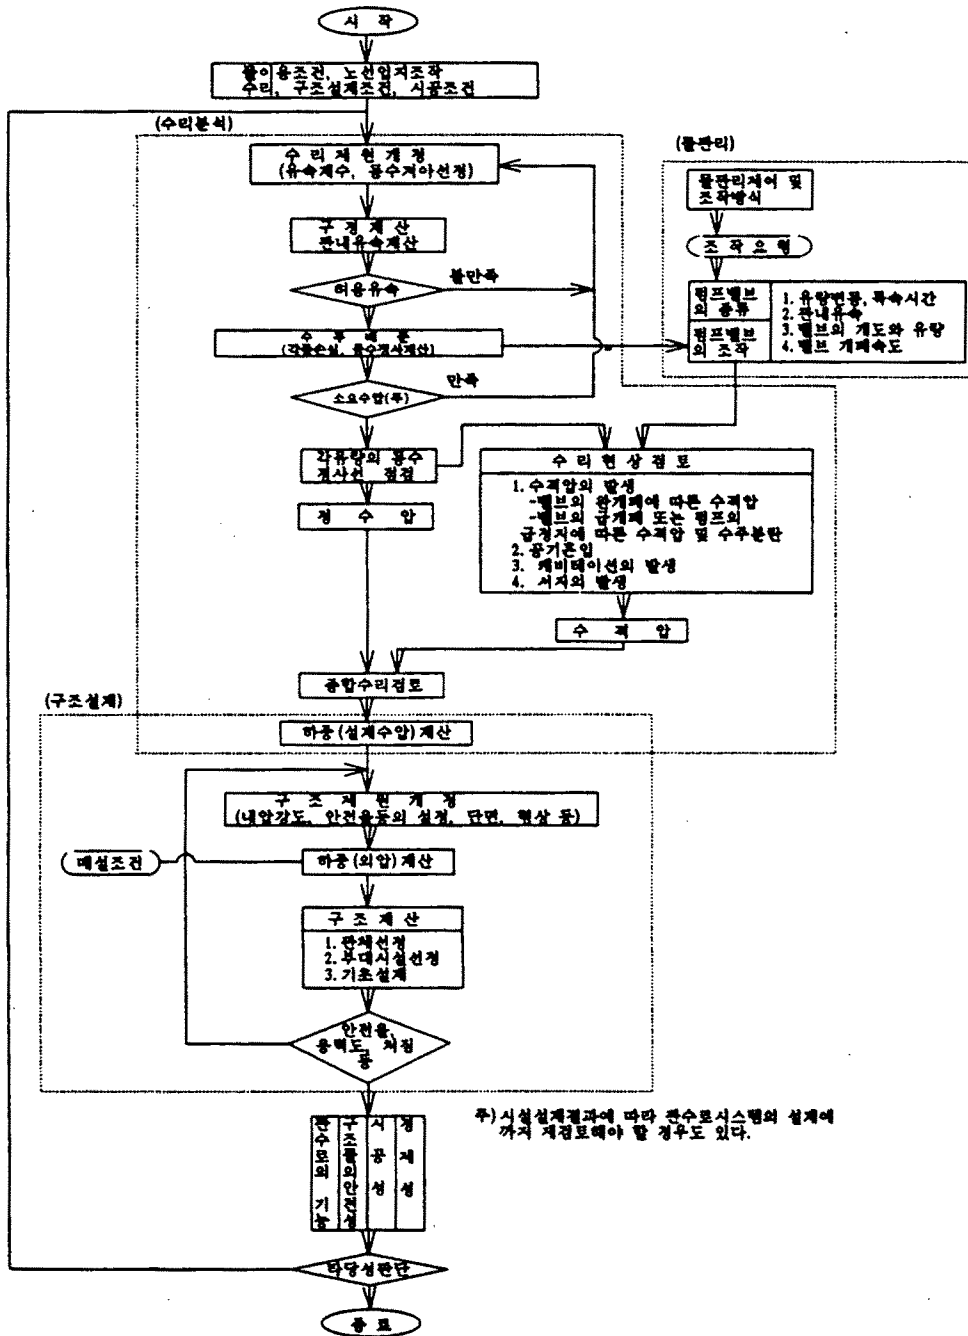 시 작
물이용조건, 노선입지조작
수리, 구조설계조건, 시공조건
(수리분석)
수 리 제 원 개 정
(유속계수, 통수저아선정)
구 경 계 산
관내유속계산
허용유속
불만족
수 두 배 분
(각종손실, 동수경사계산)
소요수압(주)
만족
각유량의 동수
경사선 점검
정 수 압
(물관리)
물관리제어 및
조작방식
조 작 요 령
펌프밸브
의 종류
펌프밸브
의 조작
1. 유량변동, 폭속시간
2. 관내유속
3. 밸브의 개도와 유량
4. 밸브 개폐속도
수 리 현 상 검 토
1. 수격압의 발생
-밸브의 완개폐에 따른 수격압
-밸브의 급개폐 또는 펌프의
급정지에 따른 수격압 및 수주분탄
2. 공기혼입
3. 캐비테이션의 발생
4. 서지의 발생
수 격 압
종합수리검토
하중(설계수압)계산
(구조설계)
구 조 제 원 개 정
(내압강도, 안전율등의 설정, 단면, 형상 등)
매설조건
하중(외압)계산
구 조 계 산
1. 관체선정
2. 부대시설선정
3. 기초설계
안전율,
응력도, 처짐
등
관수로의 기능
구조물의안전성
시 공 성
경 제 성
주) 시설설계결과에 따라 관수로시스템의 설계에
까지 재검토해야 할 경우도 있다.
타당성판단
종 료